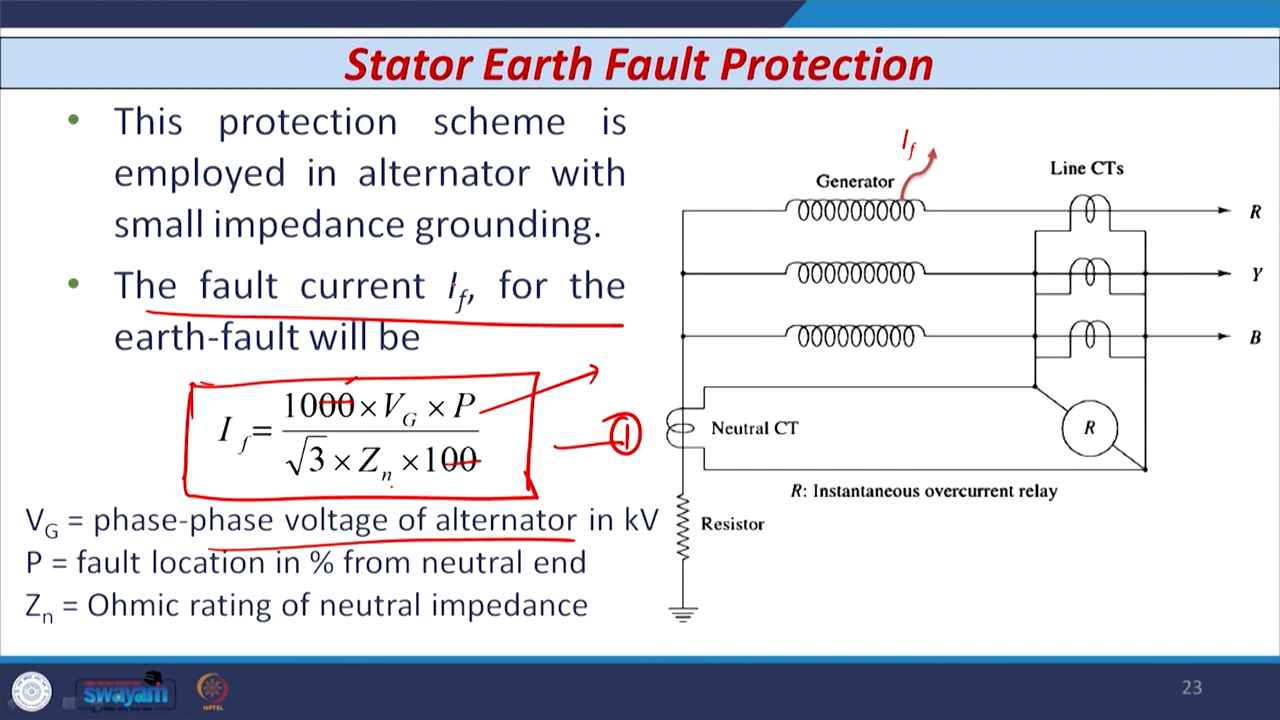 Stator Earth Fault Protection
• This protection scheme is
employed in alternator with
small impedance grounding.
• The fault current I_f, for the
earth-fault will be
I_f = (1000 × V_G × P) / (√3 × Z_n × 100)
①
V_G = phase-phase voltage of alternator in kV
P = fault location in % from neutral end
Z_n = Ohmic rating of neutral impedance
I_f
Generator
Line CTs
R
Y
B
Neutral CT
R
R: Instantaneous overcurrent relay
Resistor
swayam
NPTEL
23